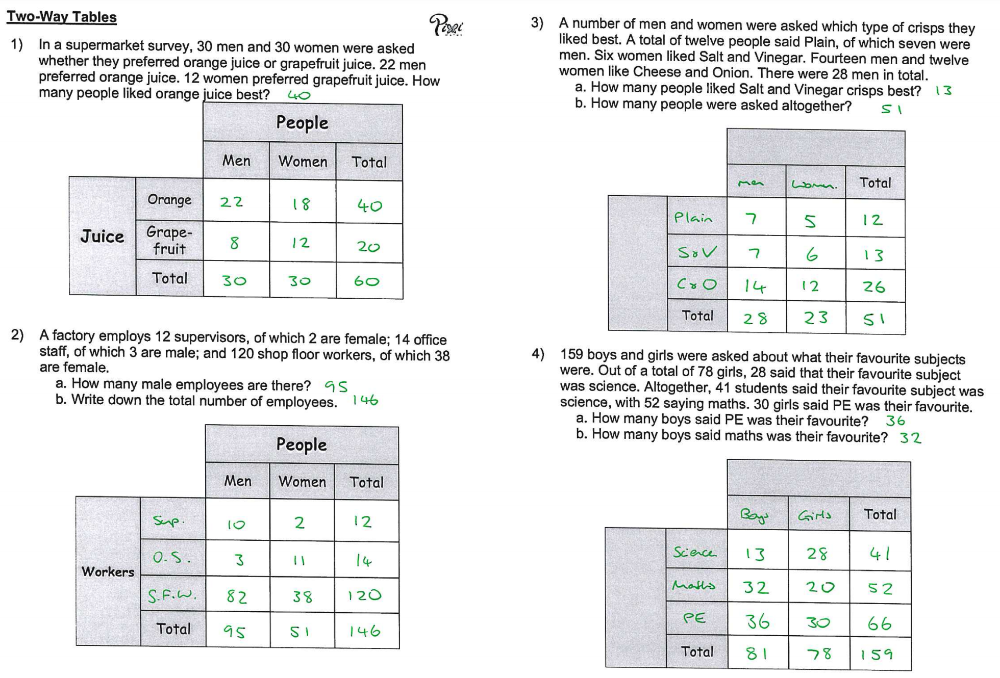 Two-Way Tables
Pixi
1) In a supermarket survey, 30 men and 30 women were asked
whether they preferred orange juice or grapefruit juice. 22 men
preferred orange juice. 12 women preferred grapefruit juice. How
many people liked orange juice best? 40
People
Men Women Total
Orange 22 18 40
Juice
Grape-
fruit 8 12 20
Total 30 30 60
2) A factory employs 12 supervisors, of which 2 are female; 14 office
staff, of which 3 are male; and 120 shop floor workers, of which 38
are female.
a. How many male employees are there? 95
b. Write down the total number of employees. 146
People
Men Women Total
Sup. 10 2 12
O.S. 3 11 14
Workers
S.F.W. 82 38 120
Total 95 51 146
3) A number of men and women were asked which type of crisps they
liked best. A total of twelve people said Plain, of which seven were
men. Six women liked Salt and Vinegar. Fourteen men and twelve
women like Cheese and Onion. There were 28 men in total.
a. How many people liked Salt and Vinegar crisps best? 13
b. How many people were asked altogether? 51
men Women. Total
Plain 7 5 12
S&V 7 6 13
C&O 14 12 26
Total 28 23 51
4) 159 boys and girls were asked about what their favourite subjects
were. Out of a total of 78 girls, 28 said that their favourite subject
was science. Altogether, 41 students said their favourite subject was
science, with 52 saying maths. 30 girls said PE was their favourite.
a. How many boys said PE was their favourite? 36
b. How many boys said maths was their favourite? 32
Boys Girls Total
Science 13 28 41
Maths 32 20 52
PE 36 30 66
Total 81 78 159